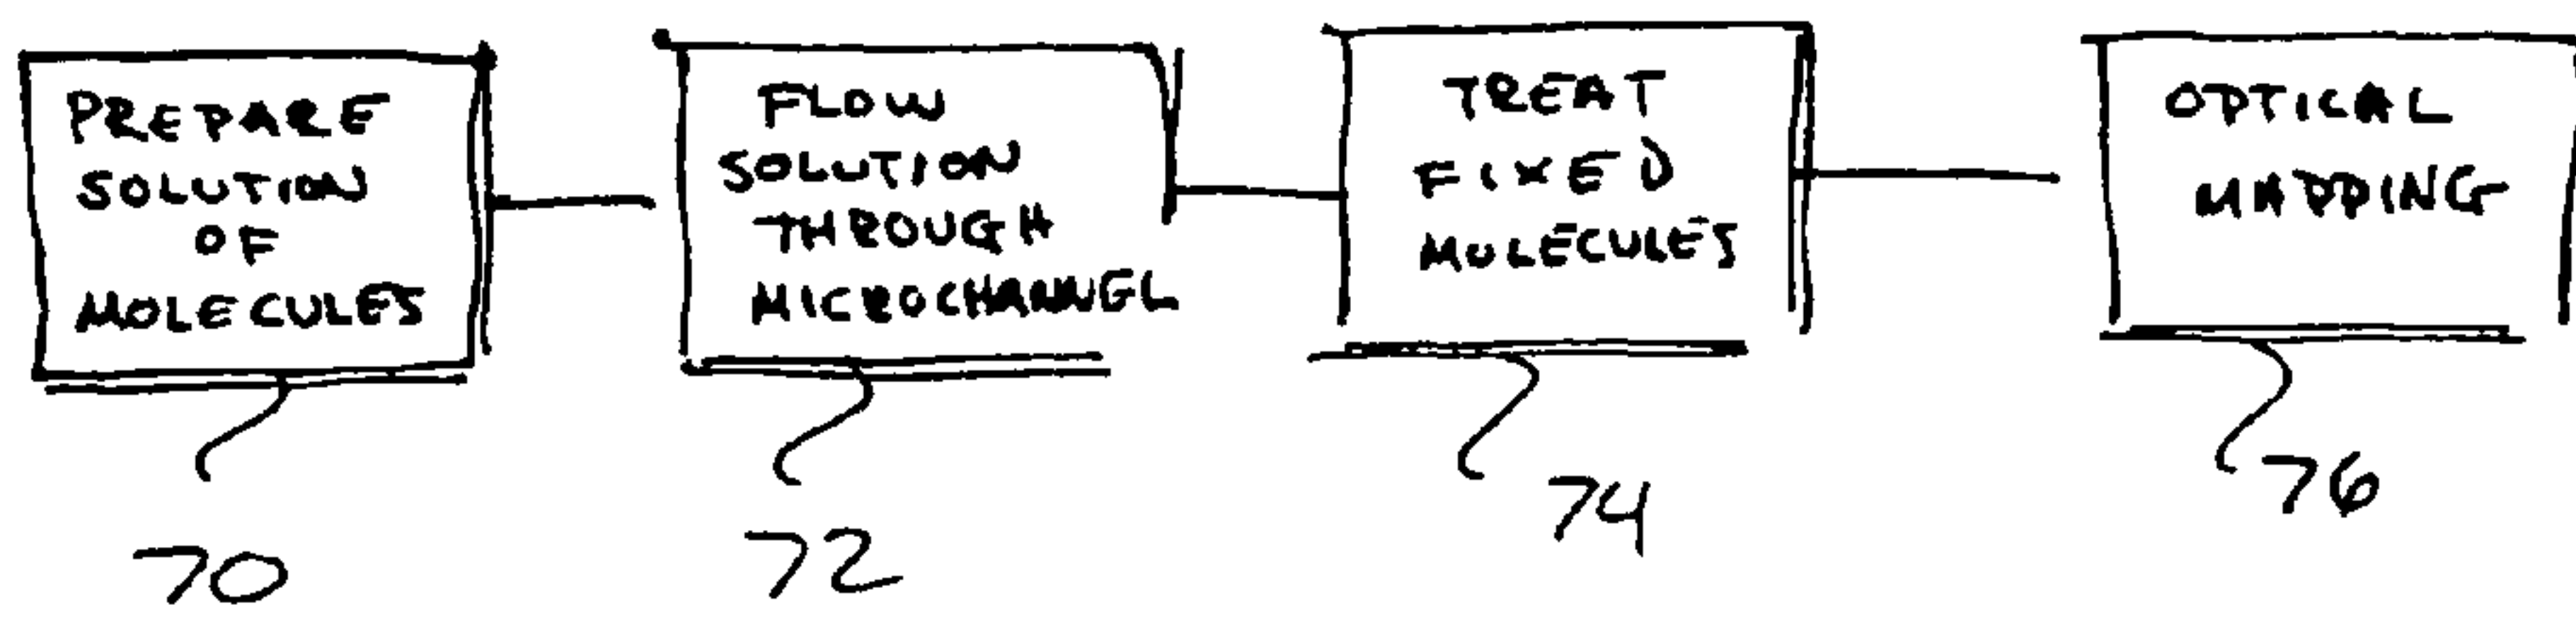 PREPARE
SOLUTION
OF
MOLECULES
70
FLOW
SOLUTION
THROUGH
MICROCHANNEL
72
TREAT
FIXED
MOLECULES
74
OPTICAL
MAPPING
76